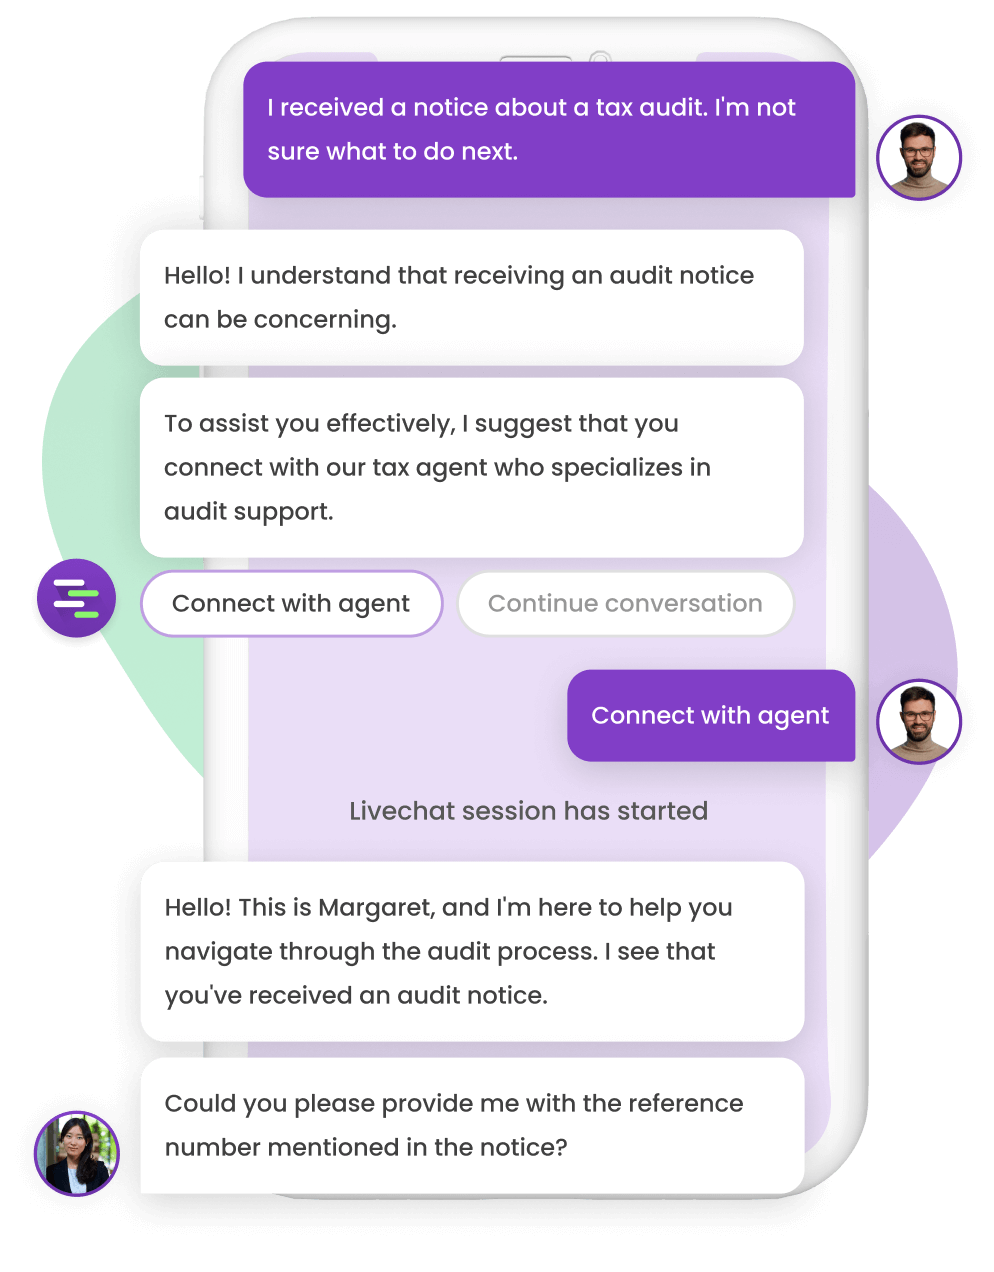 I received a notice about a tax audit. I'm not
sure what to do next.
Hello! I understand that receiving an audit notice
can be concerning.
To assist you effectively, I suggest that you
connect with our tax agent who specializes in
audit support.
Connect with agent
Continue conversation
Connect with agent
Livechat session has started
Hello! This is Margaret, and I'm here to help you
navigate through the audit process. I see that
you've received an audit notice.
Could you please provide me with the reference
number mentioned in the notice?